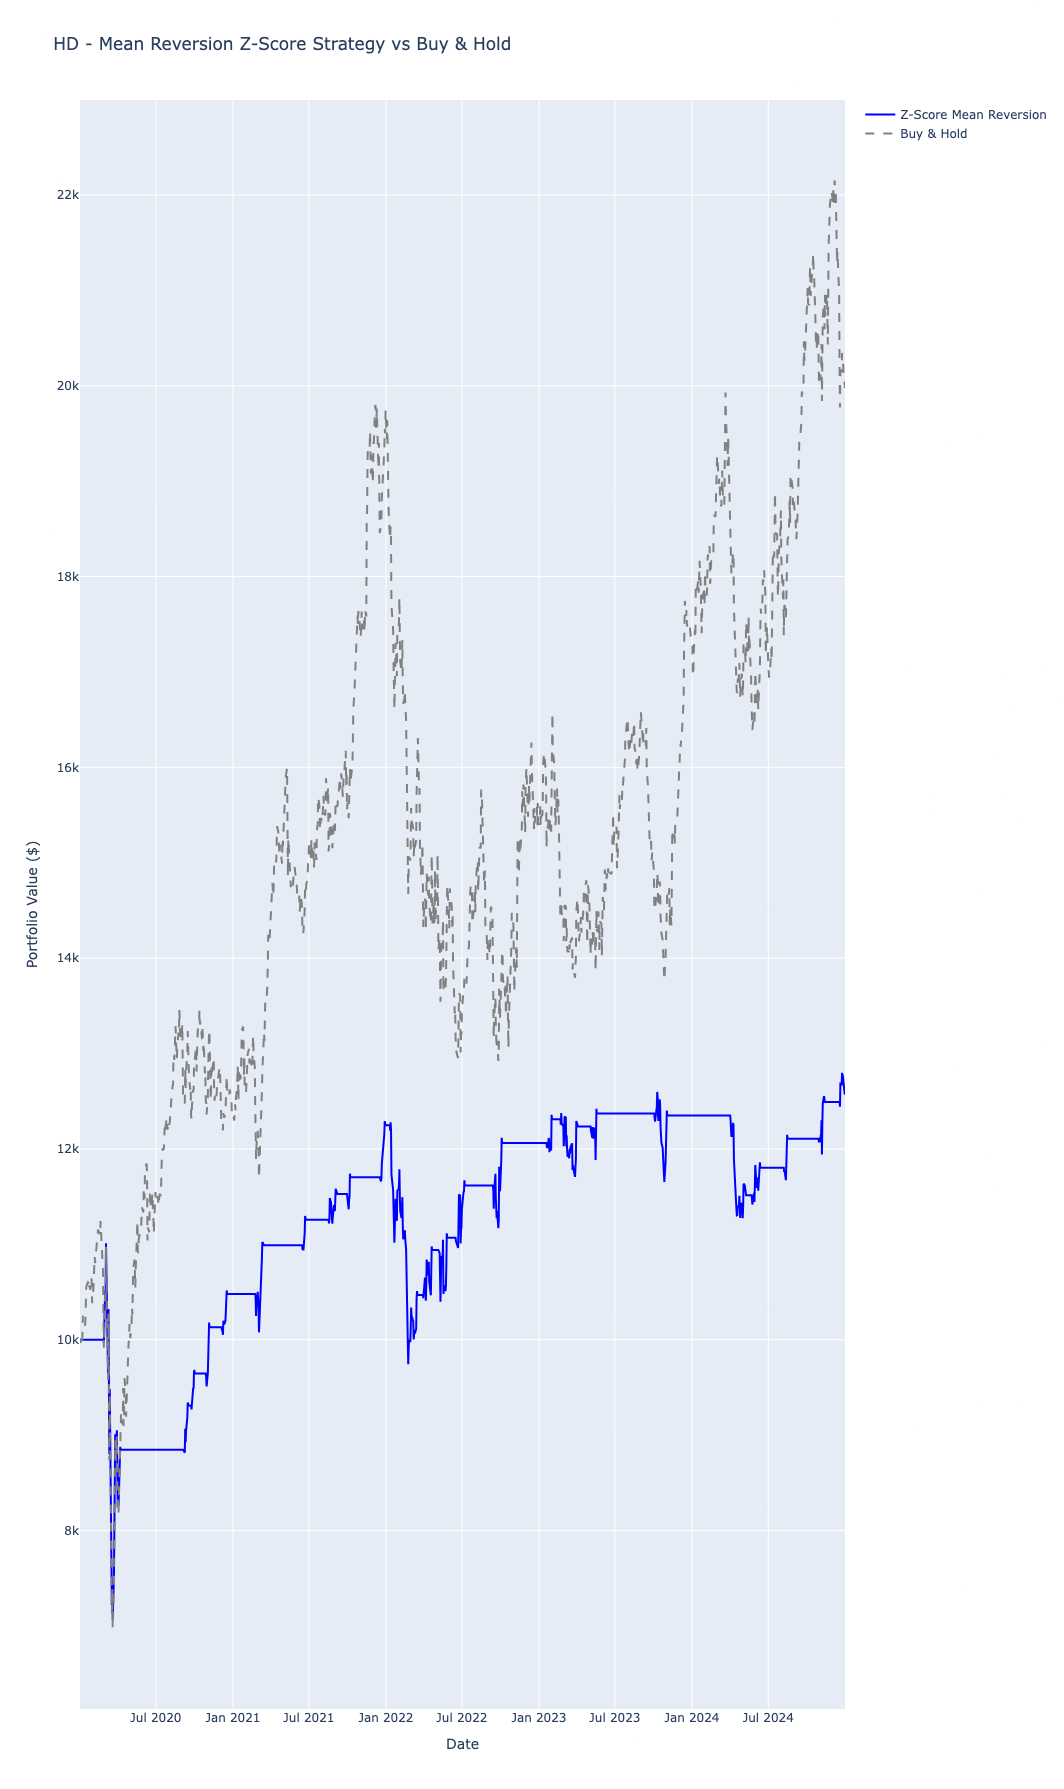 HD - Mean Reversion Z-Score Strategy vs Buy & Hold
Z-Score Mean Reversion
Buy & Hold
22k
20k
18k
16k
14k
12k
10k
8k
Portfolio Value ($)
Jul 2020
Jan 2021
Jul 2021
Jan 2022
Jul 2022
Jan 2023
Jul 2023
Jan 2024
Jul 2024
Date